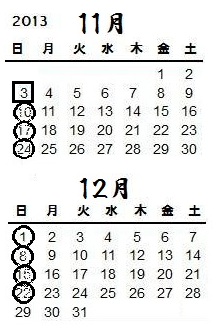 2013 11月
日 月 火 水 木 金 土
1 2
3 4 5 6 7 8 9
10 11 12 13 14 15 16
17 18 19 20 21 22 23
24 25 26 27 28 29 30
12月
日 月 火 水 木 金 土
1 2 3 4 5 6 7
8 9 10 11 12 13 14
15 16 17 18 19 20 21
22 23 24 25 26 27 28
29 30 31